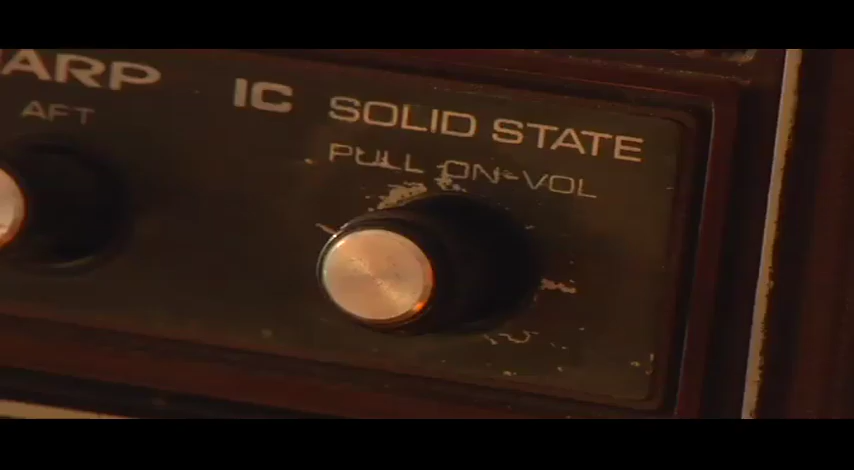 ARP
IC SOLID STATE
AFT
PULL ON-VOL